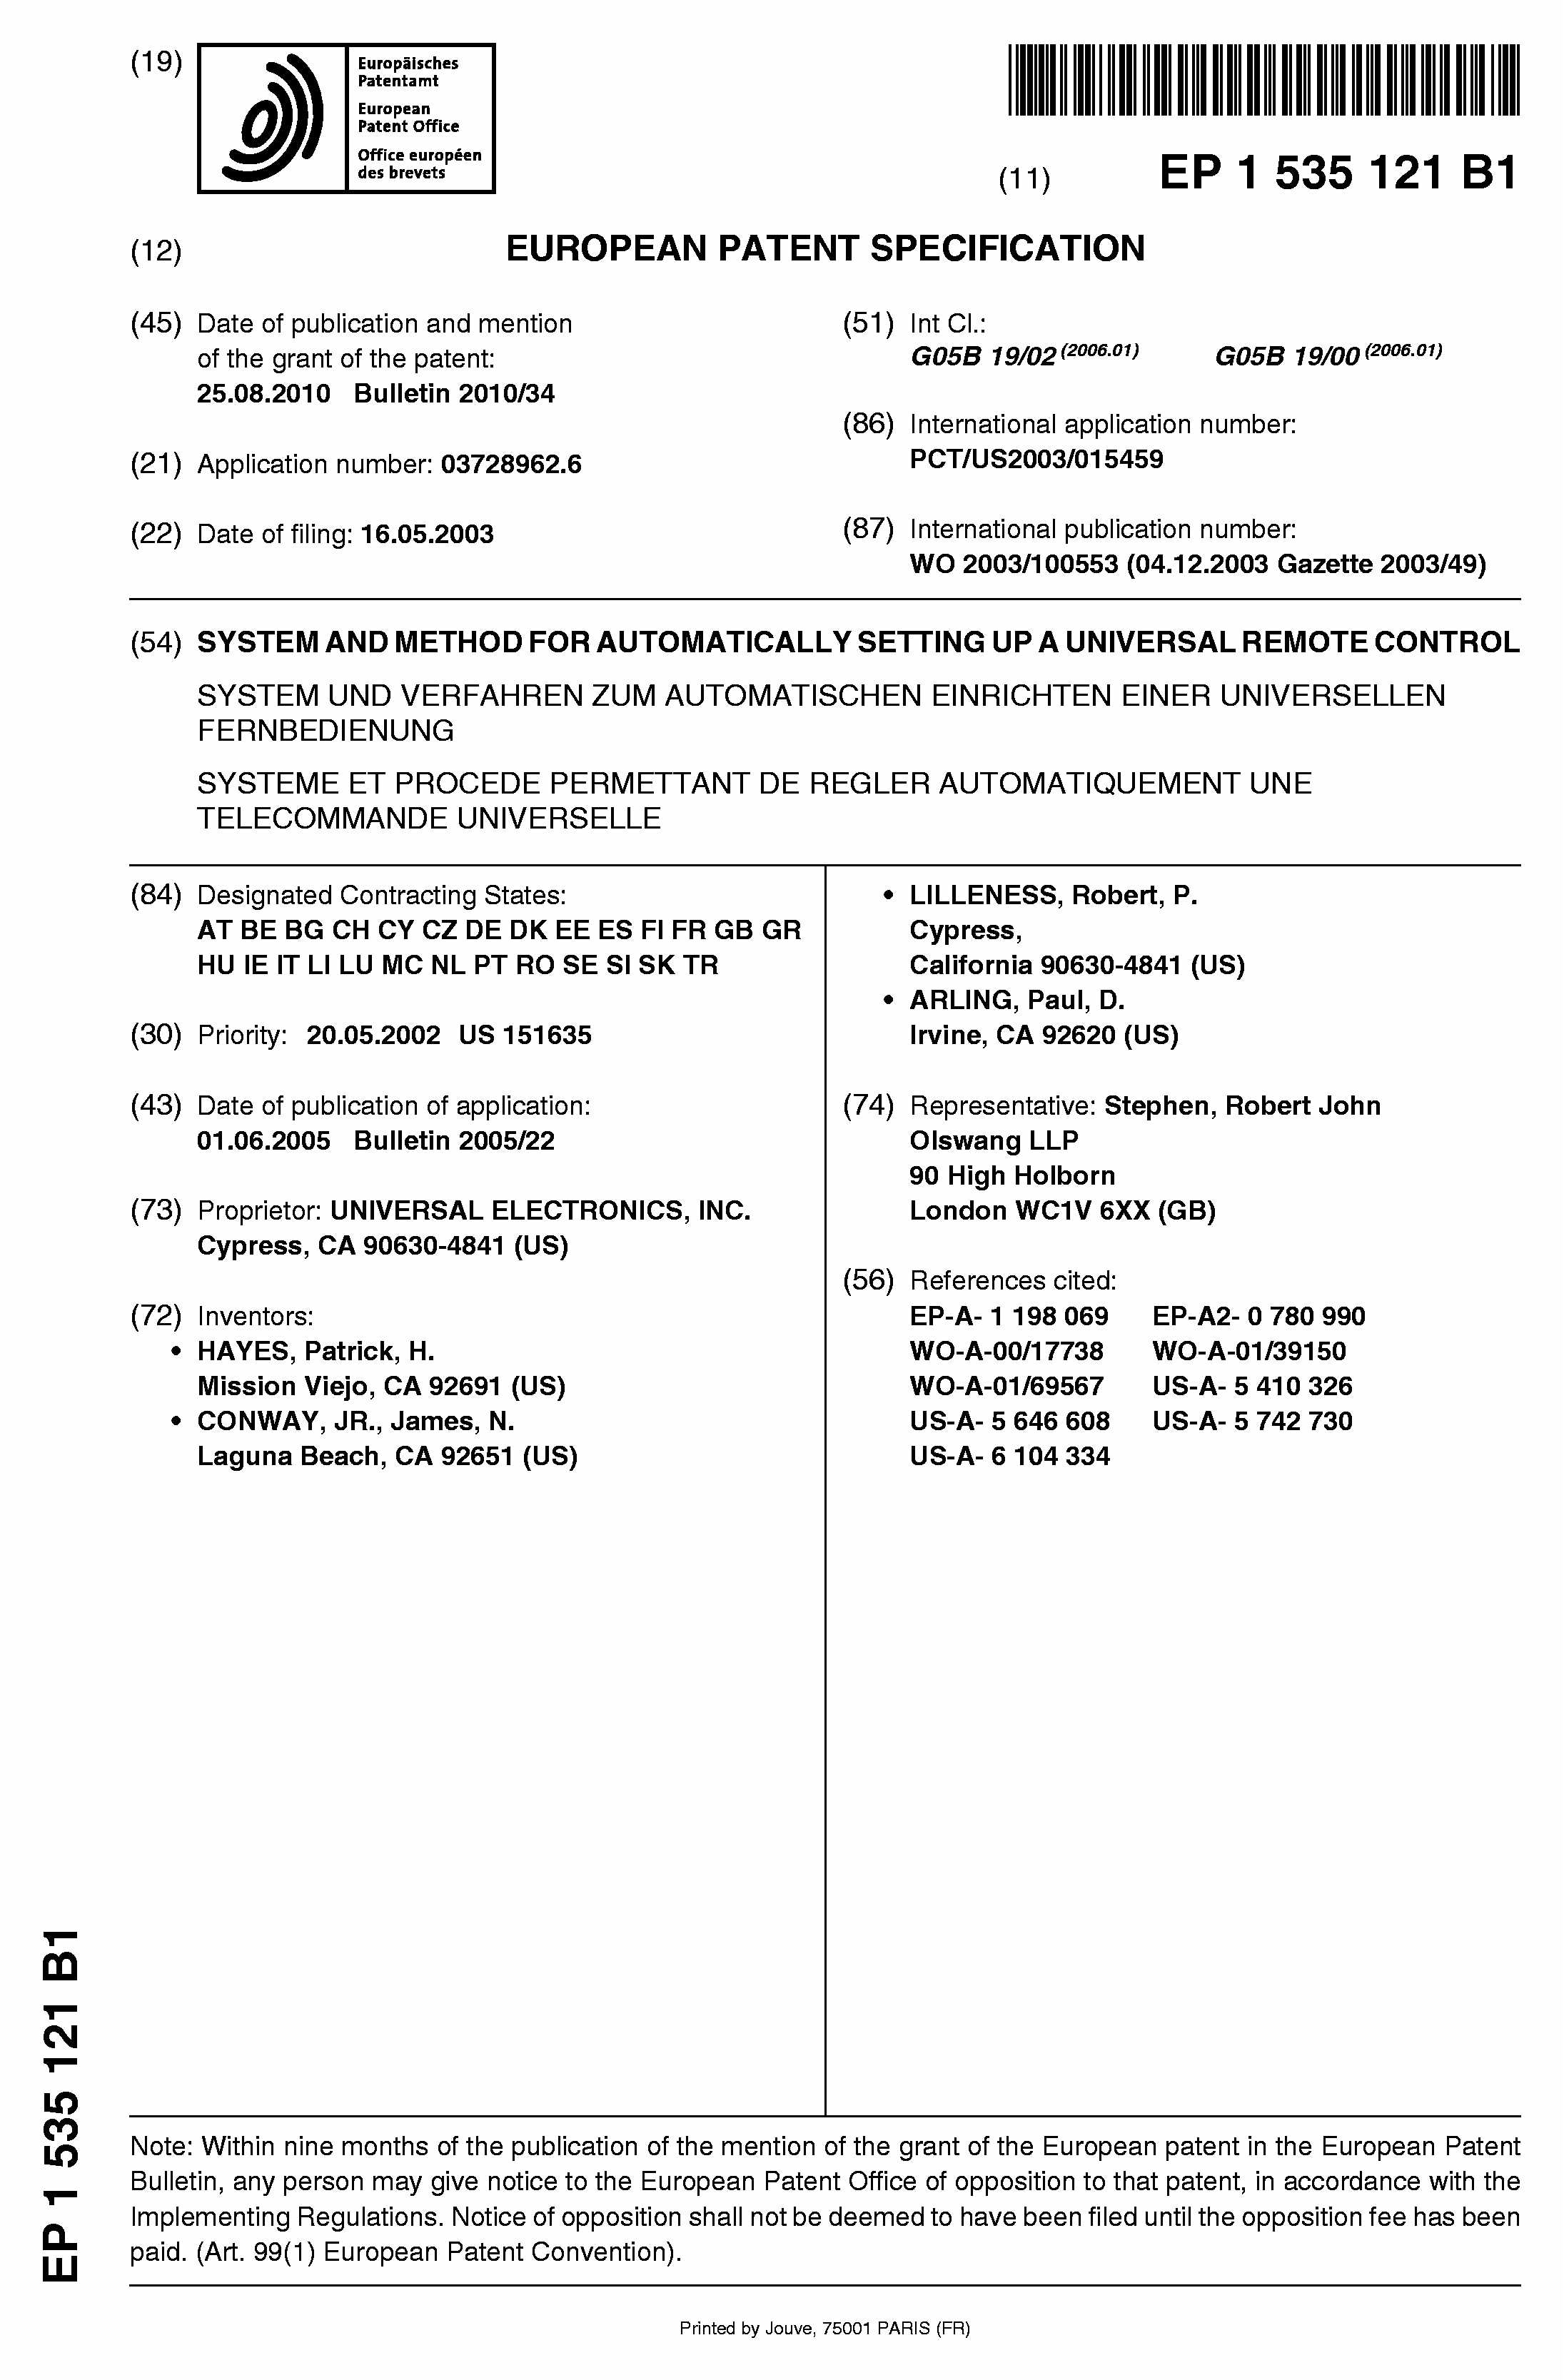 (19)
Europäisches
Patentamt
European
Patent Office
Office européen
des brevets
(11) EP 1 535 121 B1
(12) EUROPEAN PATENT SPECIFICATION
(45) Date of publication and mention
of the grant of the patent:
25.08.2010 Bulletin 2010/34
(21) Application number: 03728962.6
(22) Date of filing: 16.05.2003
(51) Int Cl.:
G05B 19/02 (2006.01) G05B 19/00 (2006.01)
(86) International application number:
PCT/US2003/015459
(87) International publication number:
WO 2003/100553 (04.12.2003 Gazette 2003/49)
(54) SYSTEM AND METHOD FOR AUTOMATICALLY SETTING UP A UNIVERSAL REMOTE CONTROL
SYSTEM UND VERFAHREN ZUM AUTOMATISCHEN EINRICHTEN EINER UNIVERSELLEN
FERNBEDIENUNG
SYSTEME ET PROCEDE PERMETTANT DE REGLER AUTOMATIQUEMENT UNE
TELECOMMANDE UNIVERSELLE
(84) Designated Contracting States:
AT BE BG CH CY CZ DE DK EE ES FI FR GB GR
HU IE IT LI LU MC NL PT RO SE SI SK TR
(30) Priority: 20.05.2002 US 151635
(43) Date of publication of application:
01.06.2005 Bulletin 2005/22
(73) Proprietor: UNIVERSAL ELECTRONICS, INC.
Cypress, CA 90630-4841 (US)
(72) Inventors:
• HAYES, Patrick, H.
Mission Viejo, CA 92691 (US)
• CONWAY, JR., James, N.
Laguna Beach, CA 92651 (US)
• LILLENESS, Robert, P.
Cypress,
California 90630-4841 (US)
• ARLING, Paul, D.
Irvine, CA 92620 (US)
(74) Representative: Stephen, Robert John
Olswang LLP
90 High Holborn
London WC1V 6XX (GB)
(56) References cited:
EP-A- 1 198 069 EP-A2- 0 780 990
WO-A-00/17738 WO-A-01/39150
WO-A-01/69567 US-A- 5 410 326
US-A- 5 646 608 US-A- 5 742 730
US-A- 6 104 334
EP 1 535 121 B1
Note: Within nine months of the publication of the mention of the grant of the European patent in the European Patent
Bulletin, any person may give notice to the European Patent Office of opposition to that patent, in accordance with the
Implementing Regulations. Notice of opposition shall not be deemed to have been filed until the opposition fee has been
paid. (Art. 99(1) European Patent Convention).
Printed by Jouve, 75001 PARIS (FR)